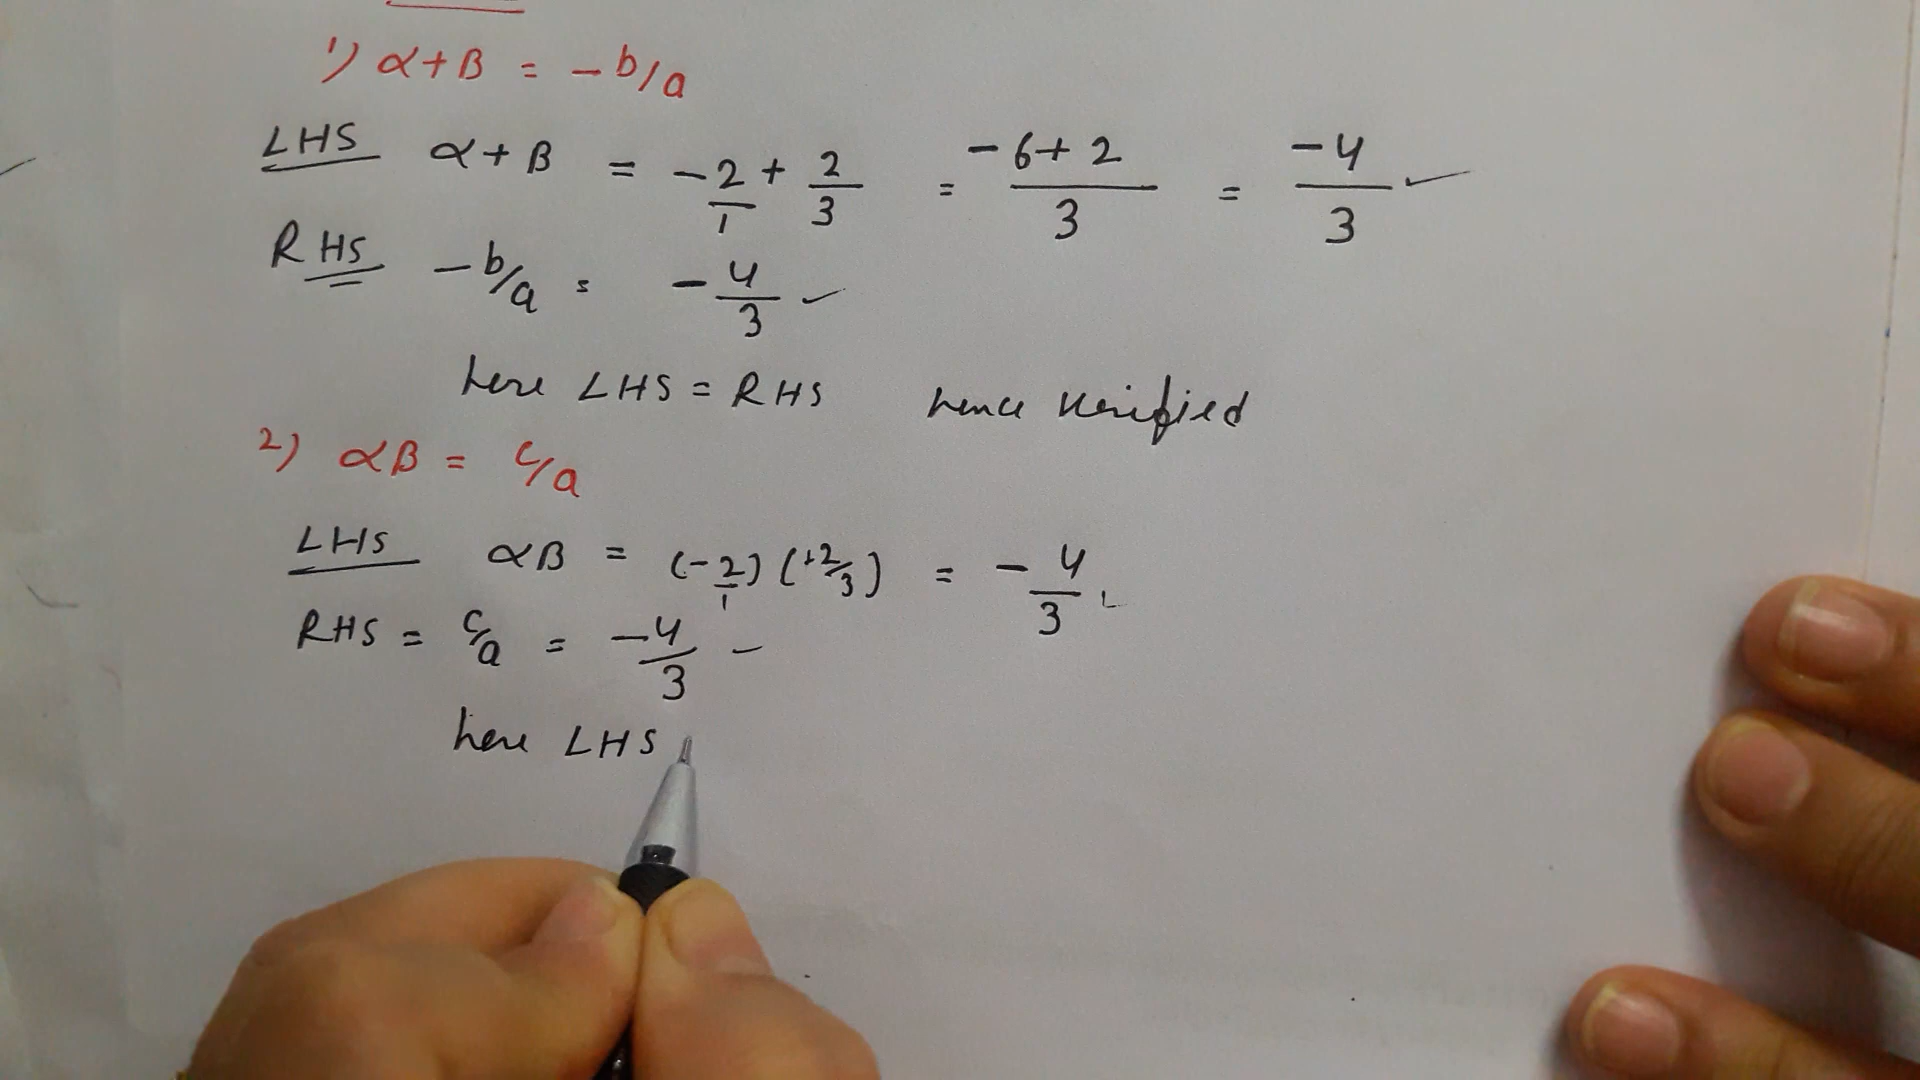 1) α+β = -b/a
LHS α+β = -2/1 + 2/3 = -6+2/3 = -4/3 ✓
RHS -b/a = -4/3 ✓
here LHS = RHS hence verified
2) αβ = c/a
LHS αβ = (-2/1) (+2/3) = -4/3
RHS = c/a = -4/3 -
here LHS